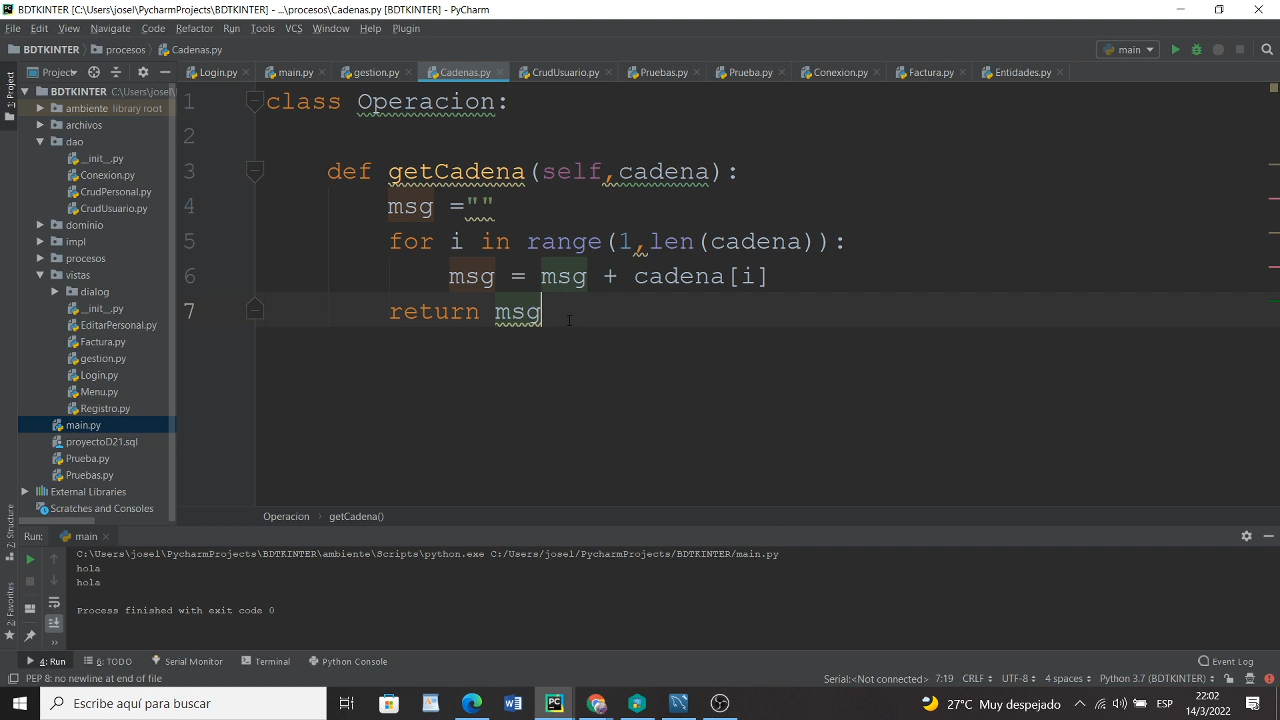 BDTKINTER [C:\Users\josel\PycharmProjects\BDTKINTER] - ...\procesos\Cadenas.py [BDTKINTER] - PyCharm
File Edit View Navigate Code Refactor Run Tools VCS Window Help Plugin
BDTKINTER procesos Cadenas.py main
1: Project
Project
Login.py main.py gestion.py Cadenas.py CrudUsuario.py Pruebas.py Prueba.py Conexion.py Factura.py Entidades.py
BDTKINTER C:\Users\josel\
ambiente library root
archivos
dao
__init__.py
Conexion.py
CrudPersonal.py
CrudUsuario.py
dominio
impl
procesos
vistas
dialog
__init__.py
EditarPersonal.py
Factura.py
gestion.py
Login.py
Menu.py
Registro.py
main.py
proyectoD21.sql
Prueba.py
Pruebas.py
External Libraries
Scratches and Consoles
1 class Operacion:
2
3 def getCadena(self,cadena):
4 msg =""
5 for i in range(1,len(cadena)):
6 msg = msg + cadena[i]
7 return msg
Operacion › getCadena()
Z: Structure
2: Favorites
Run: main
C:\Users\josel\PycharmProjects\BDTKINTER\ambiente\Scripts\python.exe C:/Users/josel/PycharmProjects/BDTKINTER/main.py
hola
hola
Process finished with exit code 0
4: Run 6: TODO Serial Monitor Terminal Python Console Event Log
PEP 8: no newline at end of file Serial:<Not connected> 7:19 CRLF UTF-8 4 spaces Python 3.7 (BDTKINTER)
Escribe aquí para buscar 27°C Muy despejado ESP 22:02
14/3/2022